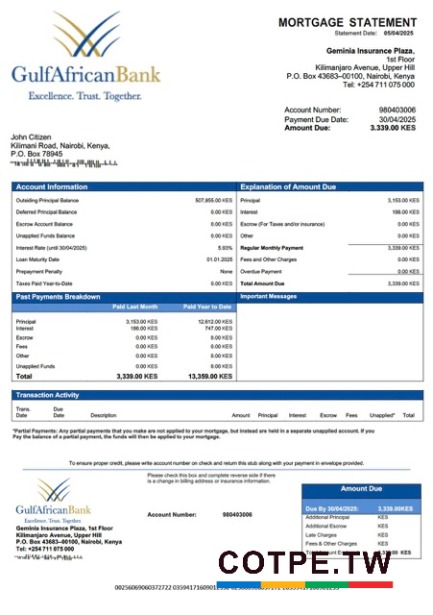 GulfAfricanBank
Excellence. Trust. Together.
MORTGAGE STATEMENT
Statement Date: 05/04/2025
Geminia Insurance Plaza,
1st Floor
Kilimanjaro Avenue, Upper Hill
P.O. Box 43683–00100, Nairobi, Kenya
Tel: +254 711 075 000
Account Number: 980403006
Payment Due Date: 30/04/2025
Amount Due: 3.339.00 KES
John Citizen
Kilimani Road, Nairobi, Kenya,
P.O. Box 78945
Account Information
Outsiding Principal Balance 507,855.00 KES
Deferred Principal Balance 0.00 KES
Escrow Account Balance 0.00 KES
Unapplied Funds Balance 0.00 KES
Interest Rate (until 30/04/2025) 5.03%
Loan Maturity Date 01.01.2025
Prepayment Penalty None
Taxes Paid Year-to-Date 0.00 KES
Explanation of Amount Due
Principal 3,153.00 KES
Interest 186.00 KES
Escrow (For Taxes and/or insurance) 0.00 KES
Other 0.00 KES
Regular Monthly Payment 3,339.00 KES
Fees and Other Charges 0.00 KES
Overdue Payment 0.00 KES
Total Amount Due 3,339.00 KES
Past Payments Breakdown
Paid Last Month Paid Year to Date
Principal 3,153.00 KES 12,612.00 KES
Interest 186.00 KES 747.00 KES
Escrow 0.00 KES 0.00 KES
Fees 0.00 KES 0.00 KES
Other 0.00 KES 0.00 KES
Unapplied Funds 0.00 KES 0.00 KES
Total 3,339.00 KES 13,359.00 KES
Important Messages
Transaction Activity
Trans. Date Due Date Description Amount Principal Interest Escrow Fees Unapplied* Total
*Partial Payments: Any partial payments that you make are not applied to your mortgage, but instead are held in a separate unapplied account. If you
Pay the balance of a partial payment, the funds will then be applied to your mortgage.
To ensure proper credit, please write account number on check and return this stub along with payment in envelope provided.
GulfAfricanBank
Excellence. Trust. Together.
Geminia Insurance Plaza, 1st Floor
Kilimanjaro Avenue, Upper Hill
P.O. Box 43683–00100, Nairobi, Kenya
Tel: +254 711 075 000
Please check this box and complete reverse side if
there is a change in billing address or insurance information.
Account Number: 980403006
Amount Due
Due By 30/04/2025: 3,339.00KES
Additional Principal KES
Additional Escrow KES
Late Charges KES
Fees & Other Charges KES
COTPE.TW